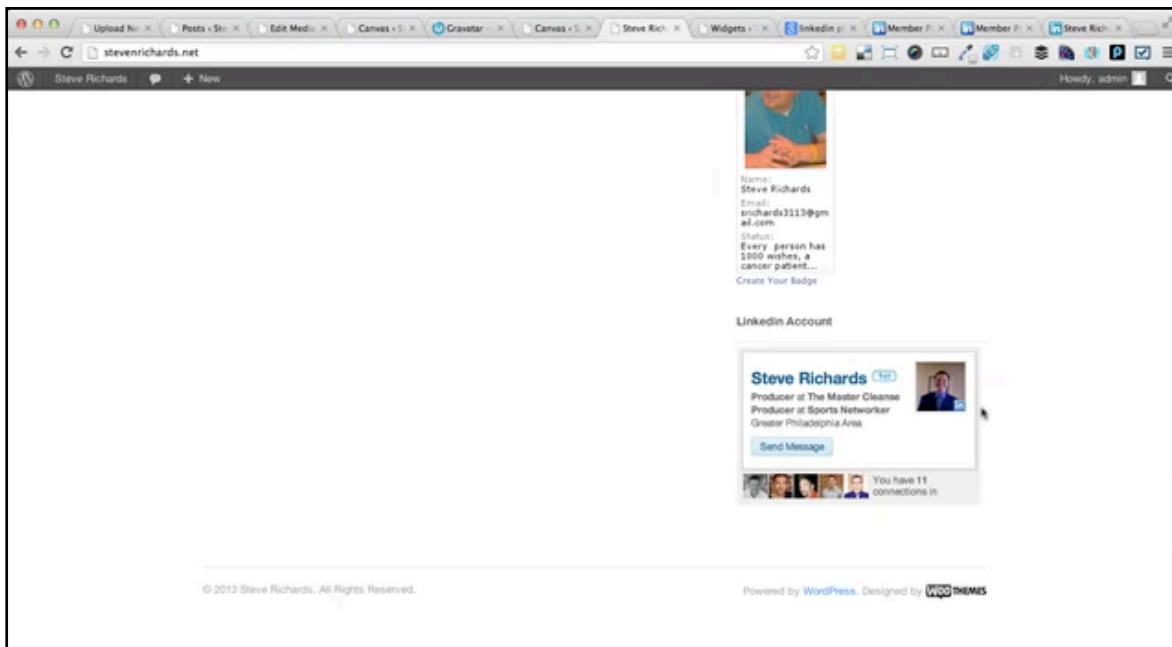 Upload Ne
Posts ‹ Ste
Edit Media
Canvas ‹ S
Gravatar -
Canvas ‹ S
Steve Rich
Widgets ‹
linkedin p
Member P
Member P
Steve Rich
stevenrichards.net
Steve Richards
+ New
Howdy, admin
Name:
Steve Richards
Email:
srichards3113@gm
ail.com
Status:
Every person has
1000 wishes, a
cancer patient...
Create Your Badge
Linkedin Account
Steve Richards 1st
Producer at The Master Cleanse
Producer at Sports Networker
Greater Philadelphia Area
Send Message
in
You have 11
connections in
© 2013 Steve Richards. All Rights Reserved.
Powered by WordPress. Designed by WOOTHEMES